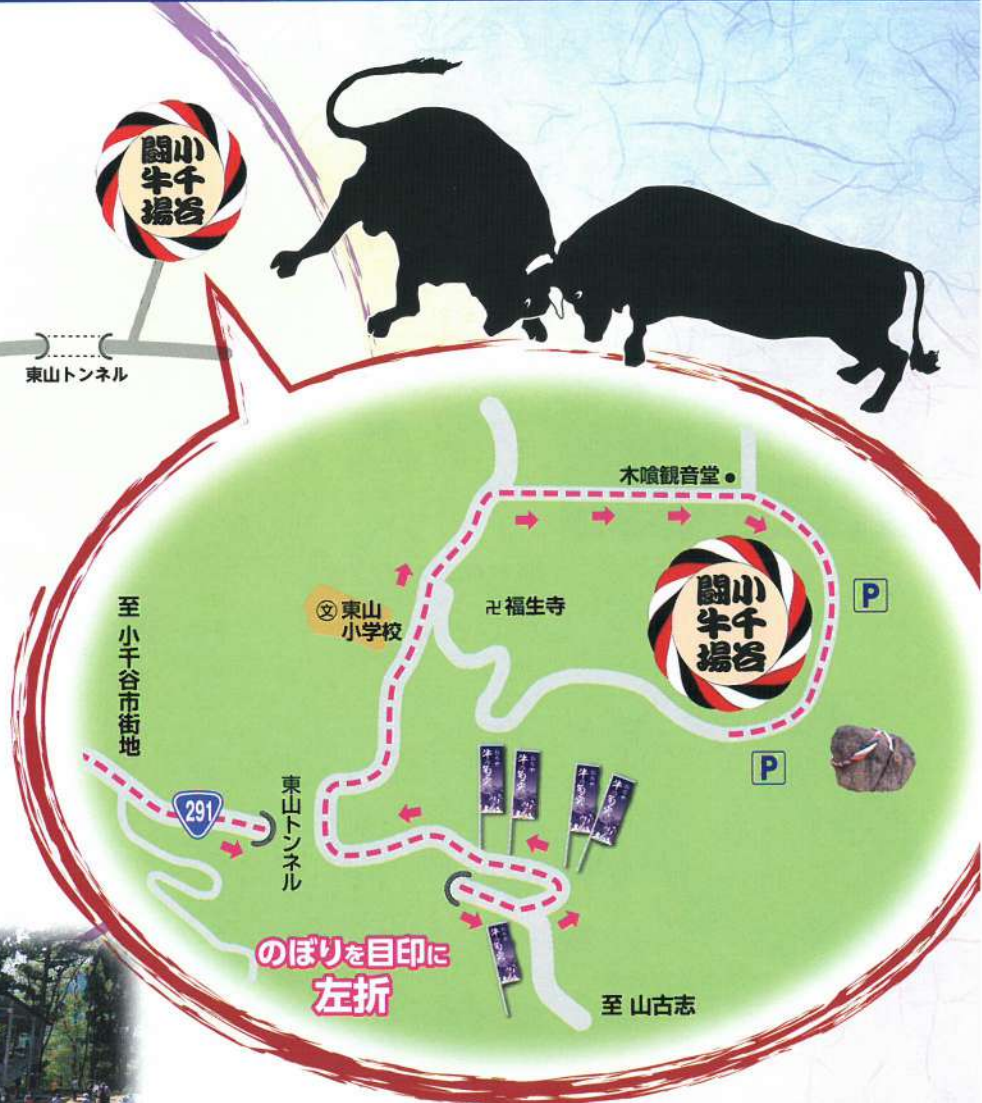 小千谷
闘牛場
東山トンネル
木喰観音堂
P
文 東山
小学校
卍福生寺
小千谷
闘牛場
至 小千谷市街地
P
291
東山トンネル
のぼりを目印に
左折
至 山古志